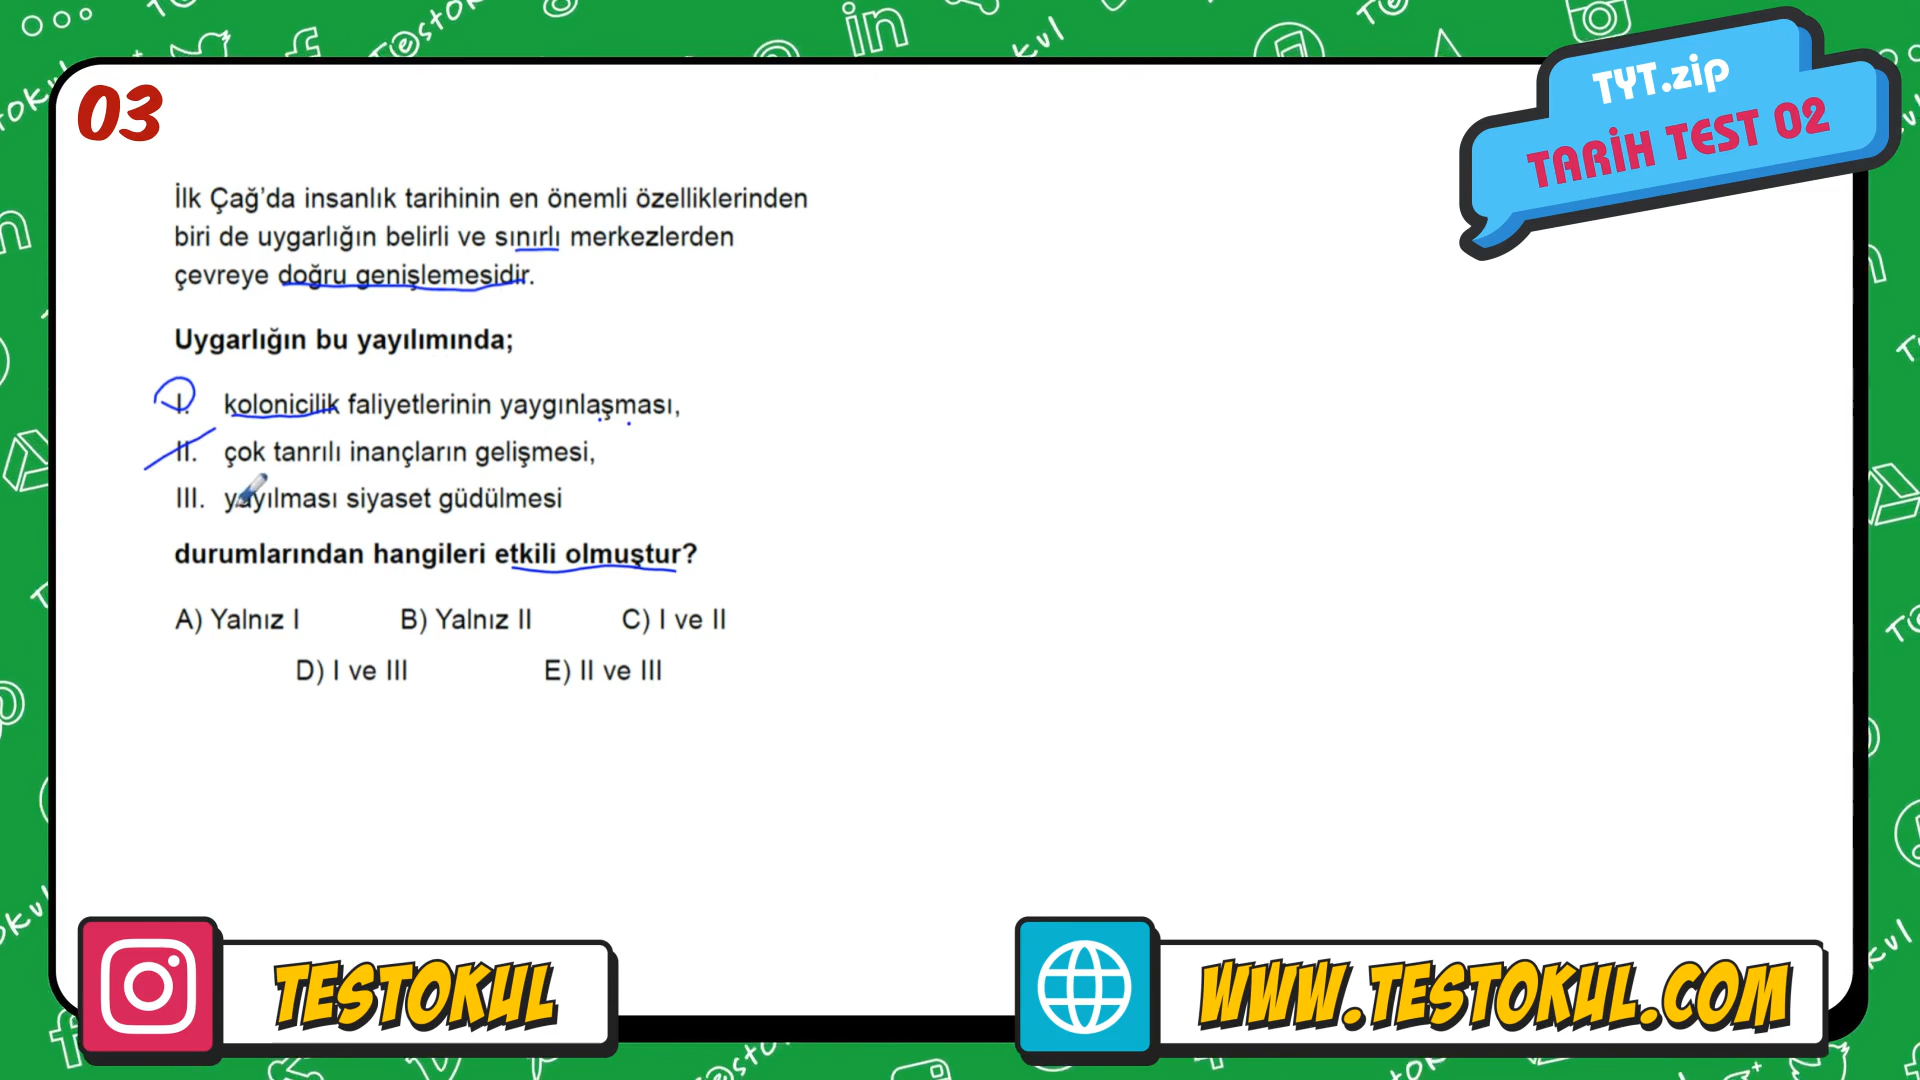 03
TYT.zip
TARİH TEST 02
İlk Çağ'da insanlık tarihinin en önemli özelliklerinden
biri de uygarlığın belirli ve sınırlı merkezlerden
çevreye doğru genişlemesidir.
Uygarlığın bu yayılımında;
I. kolonicilik faliyetlerinin yaygınlaşması,
II. çok tanrılı inançların gelişmesi,
III. yayılması siyaset güdülmesi
durumlarından hangileri etkili olmuştur?
A) Yalnız I B) Yalnız II C) I ve II
D) I ve III E) II ve III
TESTOKUL
WWW.TESTOKUL.COM